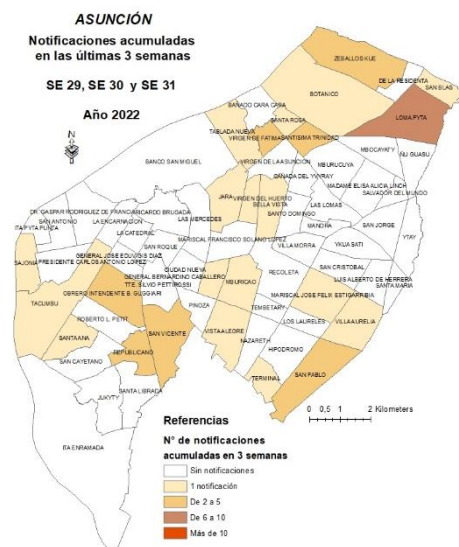 ASUNCIÓN
Notificaciones acumuladas
en las últimas 3 semanas
SE 29, SE 30 y SE 31
Año 2022
N
ZEBALLOS KUE
DE LA RESIDENTA
SAN BLAS
BOTANICO
LOMA PYTA
BAÑADO CARA CARA
SANTA ROSA
TABLADA NUEVA
VIRGEN DE FATIMA
SANTISIMA TRINIDAD
MBOCAYATY
ÑU GUASU
BANCO SAN MIGUEL
VIRGEN DE LA ASUNCION
MBURUCUYA
CAÑADA DEL YVYRAY
MADAME ELISA ALICIA LINCH
SALVADOR DEL MUNDO
JARA
VIRGEN DEL HUERTO
LAS LOMAS
BELLA VISTA
DR. GASPAR RODRIGUEZ DE FRANCIA
RICARDO BRUGADA
SANTO DOMINGO
SAN ANTONIO
LA ENCARNACION
LAS MERCEDES
MANORA
SAN JORGE
ITA PYTA PUNTA
LA CATEDRAL
YTAY
SAN ROQUE
MARISCAL FRANCISCO SOLANO LOPEZ
VILLA MORRA
YKUA SATI
GENERAL JOSE EDUVIGIS DIAZ
SAJONIA
PRESIDENTE CARLOS ANTONIO LOPEZ
CIUDAD NUEVA
SAN CRISTOBAL
GENERAL BERNARDINO CABALLERO
RECOLETA
LUIS ALBERTO DE HERRERA
TACUMBU
TTE. SILVIO PETTIROSSI
SANTA MARIA
OBRERO INTENDENTE B. GUGGIARI
MBURICAO
MARISCAL JOSE FELIX ESTIGARRIBIA
PINOZA
TEMBETARY
ROBERTO L. PETIT
LOS LAURELES
VILLA AURELIA
SAN VICENTE
VISTA ALEGRE
SANTA ANA
NAZARETH
REPUBLICANO
HIPODROMO
SAN CAYETANO
TERMINAL
SAN PABLO
SANTA LIBRADA
JUKYTY
ITA ENRAMADA
0 0,5 1 2 Kilometers
Referencias
N° de notificaciones
acumuladas en 3 semanas
Sin notificaciones
1 notificación
De 2 a 5
De 6 a 10
Más de 10